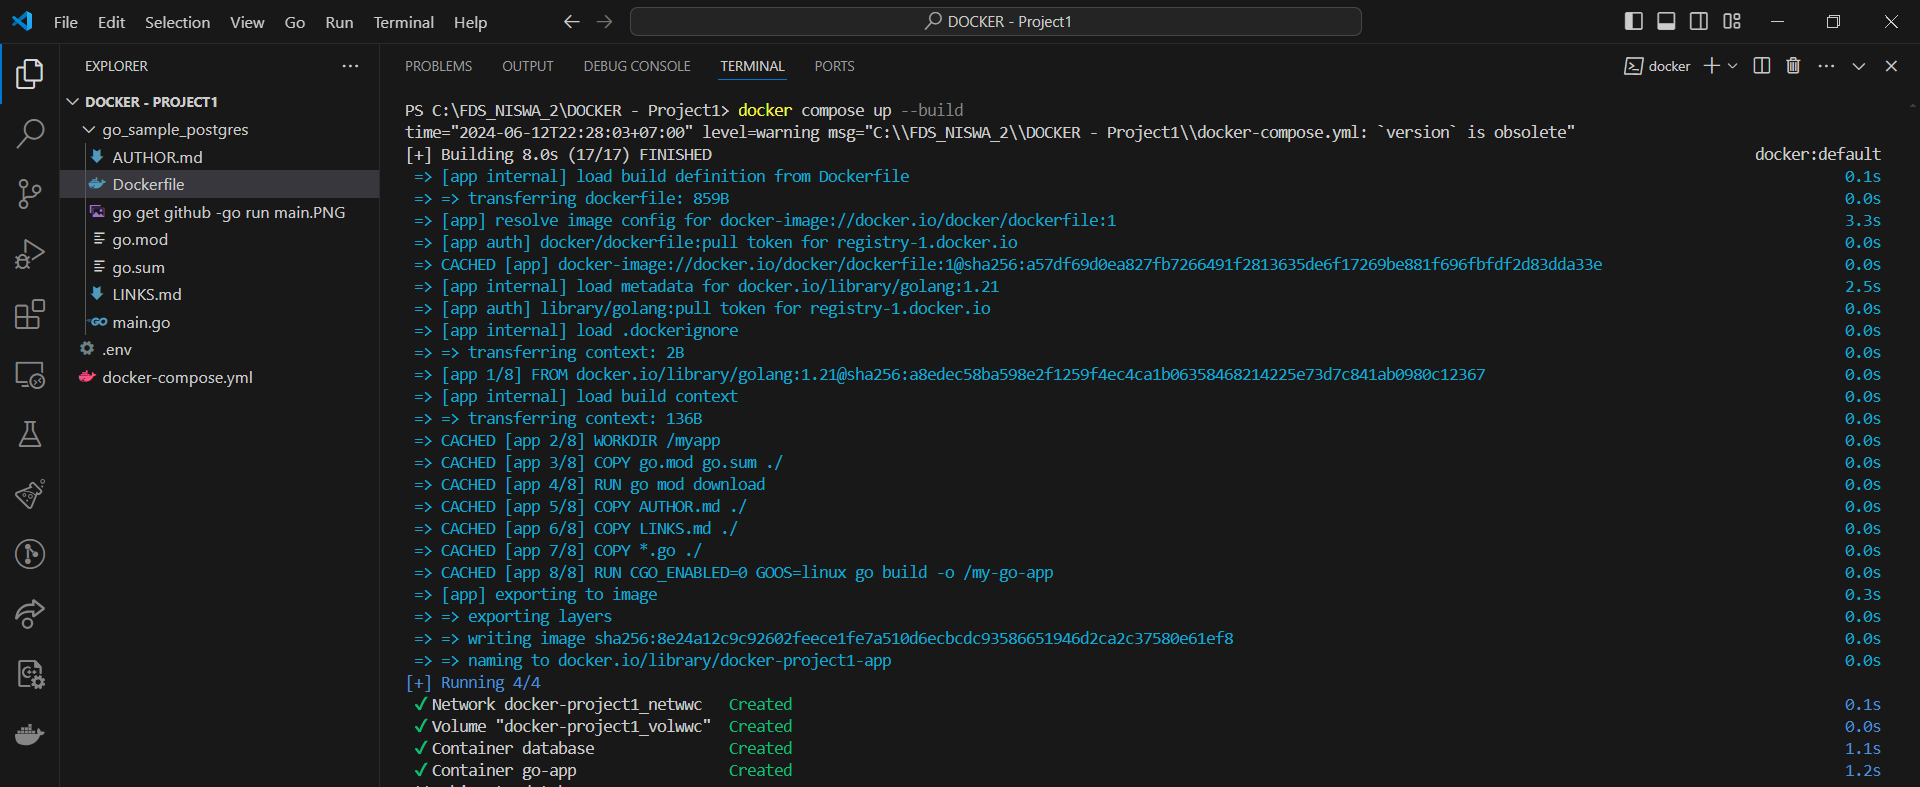 File Edit Selection View Go Run Terminal Help
DOCKER - Project1
EXPLORER
DOCKER - PROJECT1
go_sample_postgres
AUTHOR.md
Dockerfile
go get github -go run main.PNG
go.mod
go.sum
LINKS.md
main.go
.env
docker-compose.yml
PROBLEMS OUTPUT DEBUG CONSOLE TERMINAL PORTS
docker
PS C:\FDS_NISWA_2\DOCKER - Project1> docker compose up --build
time="2024-06-12T22:28:03+07:00" level=warning msg="C:\\FDS_NISWA_2\\DOCKER - Project1\\docker-compose.yml: `version` is obsolete"
[+] Building 8.0s (17/17) FINISHED docker:default
=> [app internal] load build definition from Dockerfile 0.1s
=> => transferring dockerfile: 859B 0.0s
=> [app] resolve image config for docker-image://docker.io/docker/dockerfile:1 3.3s
=> [app auth] docker/dockerfile:pull token for registry-1.docker.io 0.0s
=> CACHED [app] docker-image://docker.io/docker/dockerfile:1@sha256:a57df69d0ea827fb7266491f2813635de6f17269be881f696fbfdf2d83dda33e 0.0s
=> [app internal] load metadata for docker.io/library/golang:1.21 2.5s
=> [app auth] library/golang:pull token for registry-1.docker.io 0.0s
=> [app internal] load .dockerignore 0.0s
=> => transferring context: 2B 0.0s
=> [app 1/8] FROM docker.io/library/golang:1.21@sha256:a8edec58ba598e2f1259f4ec4ca1b06358468214225e73d7c841ab0980c12367 0.0s
=> [app internal] load build context 0.0s
=> => transferring context: 136B 0.0s
=> CACHED [app 2/8] WORKDIR /myapp 0.0s
=> CACHED [app 3/8] COPY go.mod go.sum ./ 0.0s
=> CACHED [app 4/8] RUN go mod download 0.0s
=> CACHED [app 5/8] COPY AUTHOR.md ./ 0.0s
=> CACHED [app 6/8] COPY LINKS.md ./ 0.0s
=> CACHED [app 7/8] COPY *.go ./ 0.0s
=> CACHED [app 8/8] RUN CGO_ENABLED=0 GOOS=linux go build -o /my-go-app 0.0s
=> [app] exporting to image 0.3s
=> => exporting layers 0.0s
=> => writing image sha256:8e24a12c9c92602feece1fe7a510d6ecbcdc93586651946d2ca2c37580e61ef8 0.0s
=> => naming to docker.io/library/docker-project1-app 0.0s
[+] Running 4/4
✓Network docker-project1_netwwc Created 0.1s
✓Volume "docker-project1_volwwc" Created 0.0s
✓Container database Created 1.1s
✓Container go-app Created 1.2s